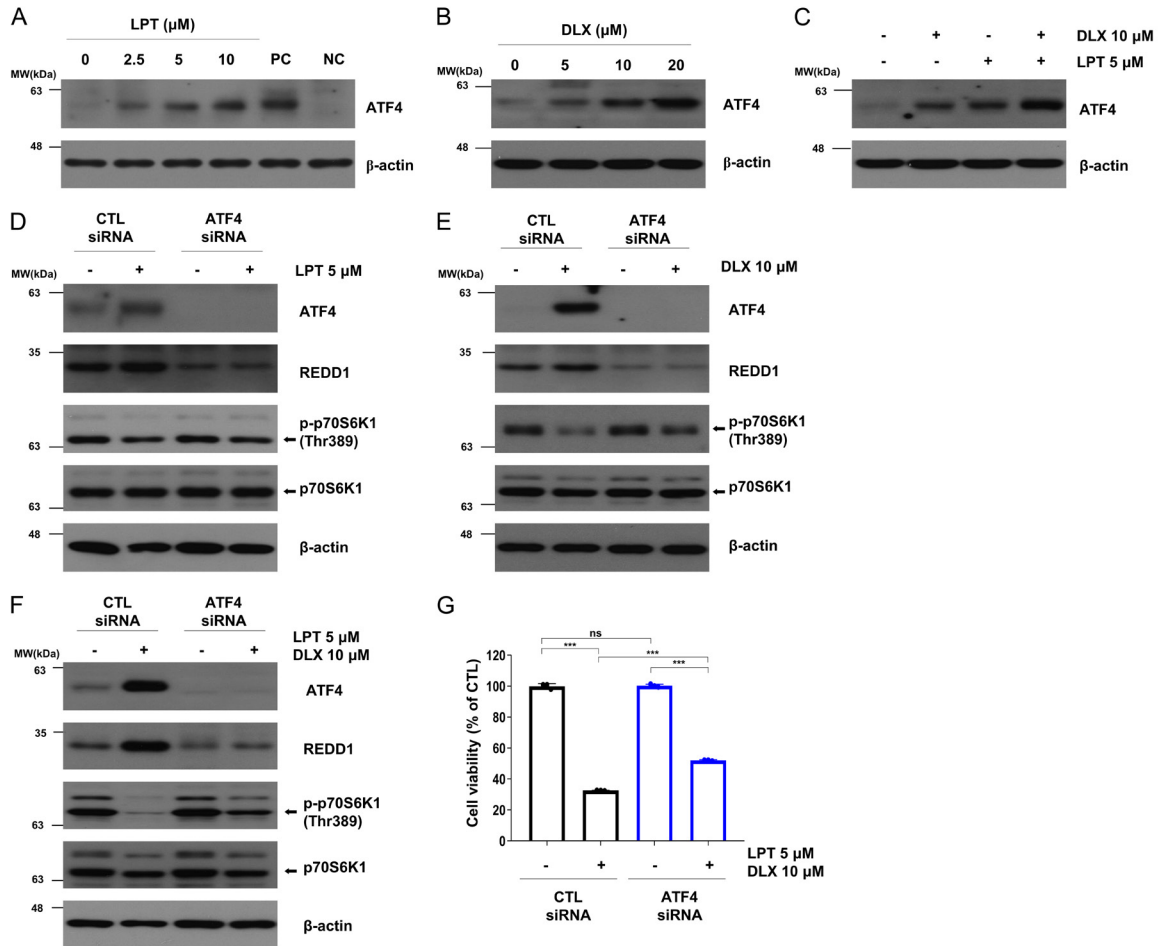 A
LPT (μM)
0 2.5 5 10 PC NC
MW(kDa)
63
ATF4
48
β-actin
B
DLX (μM)
0 5 10 20
MW(kDa)
63
ATF4
48
β-actin
C
- + - + DLX 10 μM
- - + + LPT 5 μM
MW(kDa)
63
ATF4
48
β-actin
D
CTL siRNA
ATF4 siRNA
- + - + LPT 5 μM
MW(kDa)
63
ATF4
35
REDD1
p-p70S6K1
(Thr389)
63
p70S6K1
63
48
β-actin
E
CTL siRNA
ATF4 siRNA
- + - + DLX 10 μM
MW(kDa)
63
ATF4
35
REDD1
p-p70S6K1
(Thr389)
63
p70S6K1
63
48
β-actin
F
CTL siRNA
ATF4 siRNA
LPT 5 μM
- + - + DLX 10 μM
MW(kDa)
63
ATF4
35
REDD1
p-p70S6K1
(Thr389)
63
p70S6K1
63
48
β-actin
G
ns
***
***
***
Cell viability (% of CTL)
120
100
80
60
40
20
0
LPT 5 μM
- + - + DLX 10 μM
CTL siRNA
ATF4 siRNA